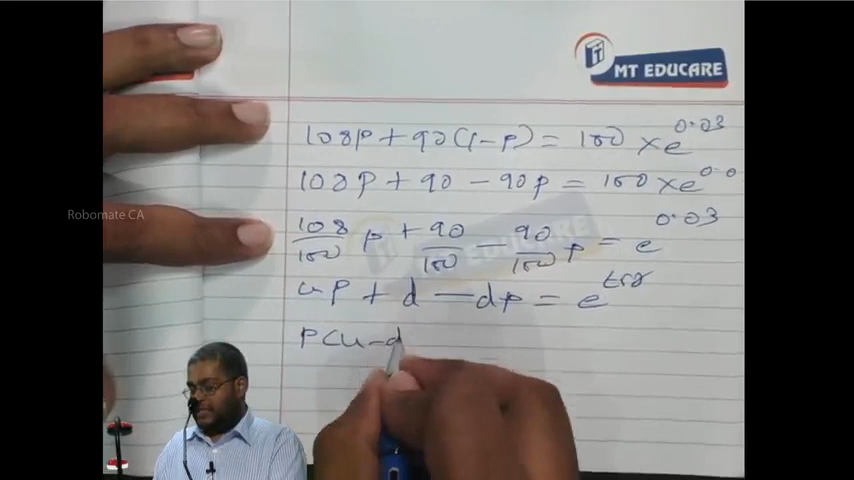 MT EDUCARE
108p + 90(1-p) = 100 × e^0.03
108p + 90 - 90p = 100 × e^0.0
108/100 p + 90/100 - 90/100 p = e^0.03
up + d - dp = e^txr
p(u-d
Robomate CA